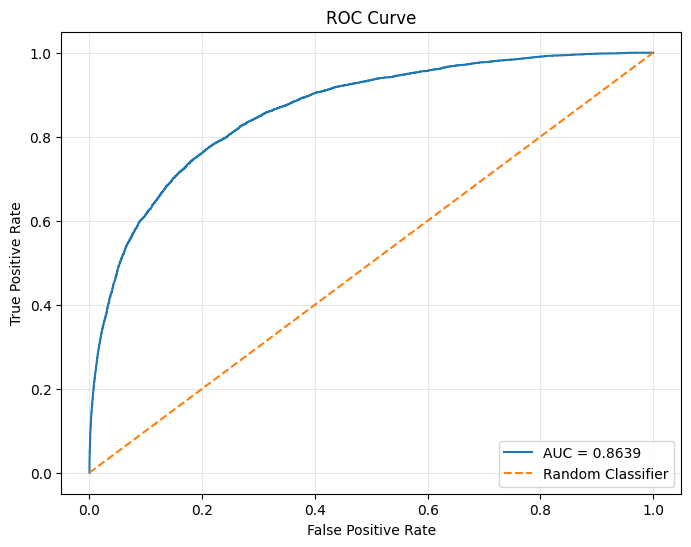 ROC Curve
True Positive Rate
1.0
0.8
0.6
0.4
0.2
0.0
0.0 0.2 0.4 0.6 0.8 1.0
False Positive Rate
AUC = 0.8639
Random Classifier